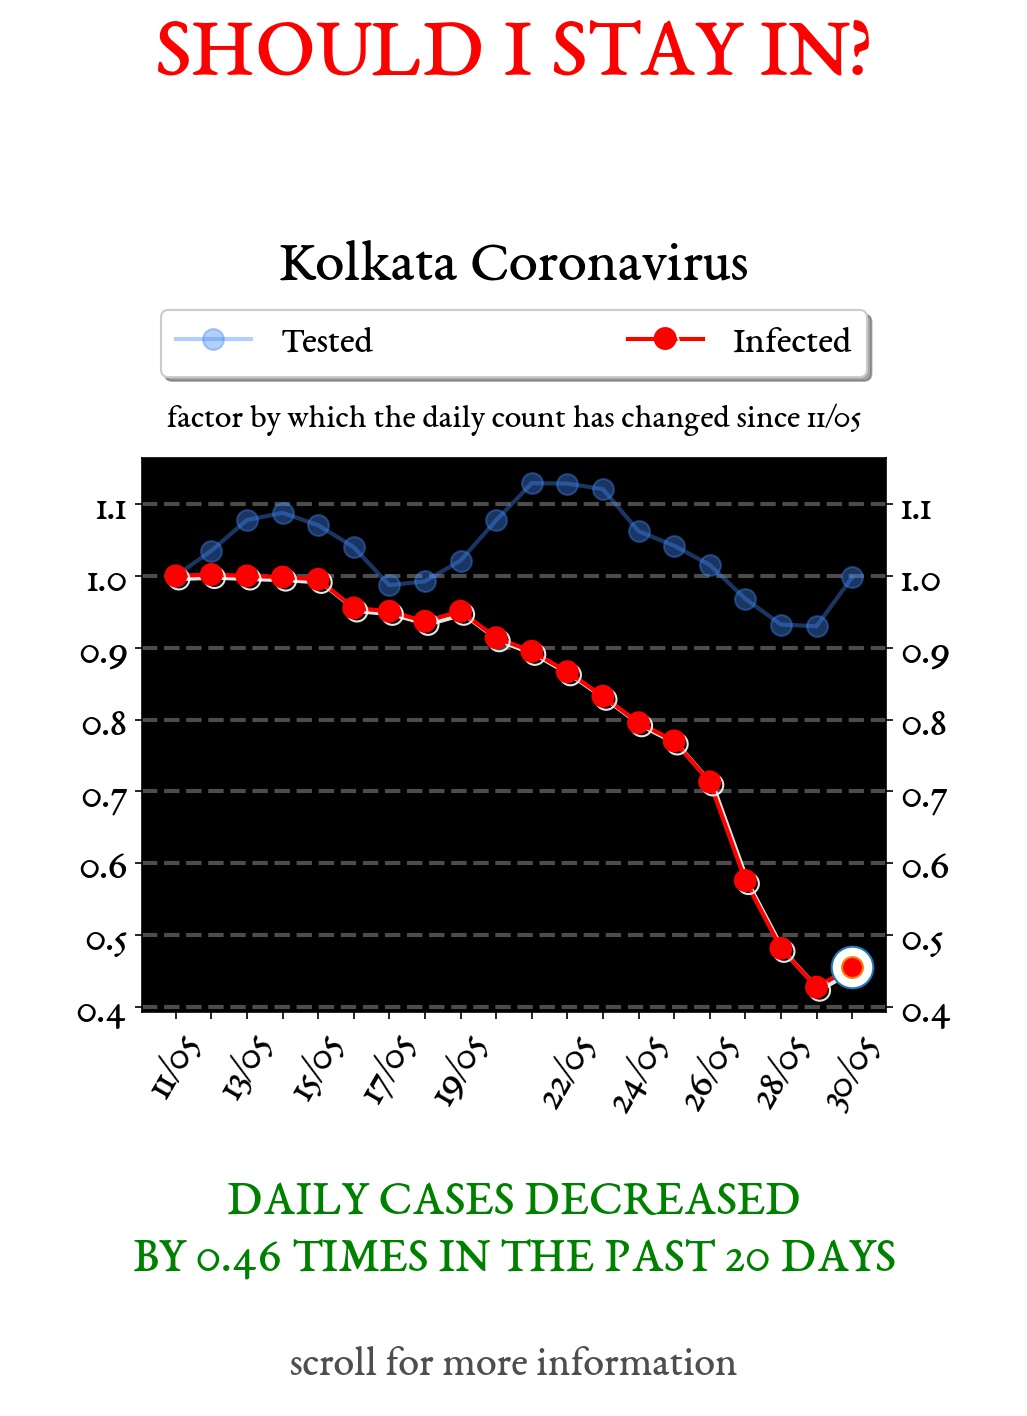 SHOULD I STAY IN?
Kolkata Coronavirus
Tested Infected
factor by which the daily count has changed since 11/05
1.1 1.1
1.0 1.0
0.9 0.9
0.8 0.8
0.7 0.7
0.6 0.6
0.5 0.5
0.4 0.4
11/05 13/05 15/05 17/05 19/05 22/05 24/05 26/05 28/05 30/05
DAILY CASES DECREASED
BY 0.46 TIMES IN THE PAST 20 DAYS
scroll for more information